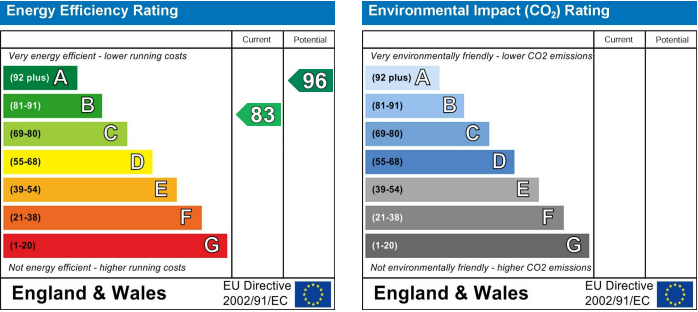 Energy Efficiency Rating
Current
Potential
Very energy efficient - lower running costs
(92 plus) A
(81-91) B
(69-80) C
(55-68) D
(39-54) E
(21-38) F
(1-20) G
83
96
Not energy efficient - higher running costs
England & Wales
EU Directive
2002/91/EC
Environmental Impact (CO₂) Rating
Current
Potential
Very environmentally friendly - lower CO2 emissions
(92 plus) A
(81-91) B
(69-80) C
(55-68) D
(39-54) E
(21-38) F
(1-20) G
Not environmentally friendly - higher CO2 emissions
England & Wales
EU Directive
2002/91/EC